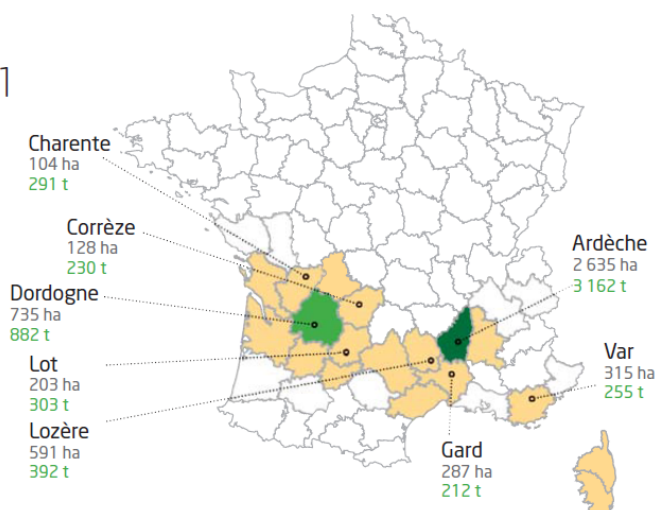 1
Charente
104 ha
291 t
Corrèze
128 ha
230 t
Dordogne
735 ha
882 t
Lot
203 ha
303 t
Lozère
591 ha
392 t
Ardèche
2 635 ha
3 162 t
Var
315 ha
255 t
Gard
287 ha
212 t